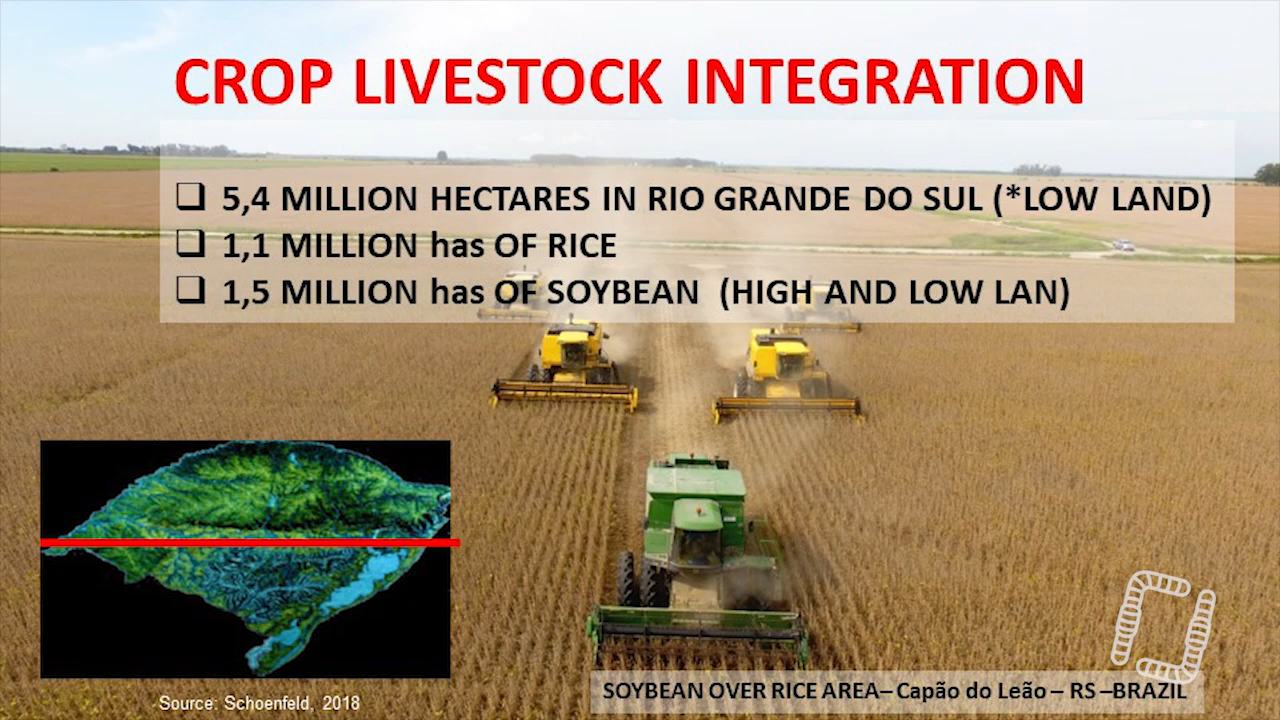 CROP LIVESTOCK INTEGRATION
5,4 MILLION HECTARES IN RIO GRANDE DO SUL (*LOW LAND)
1,1 MILLION has OF RICE
1,5 MILLION has OF SOYBEAN (HIGH AND LOW LAN)
Source: Schoenfeld, 2018
SOYBEAN OVER RICE AREA– Capão do Leão – RS –BRAZIL